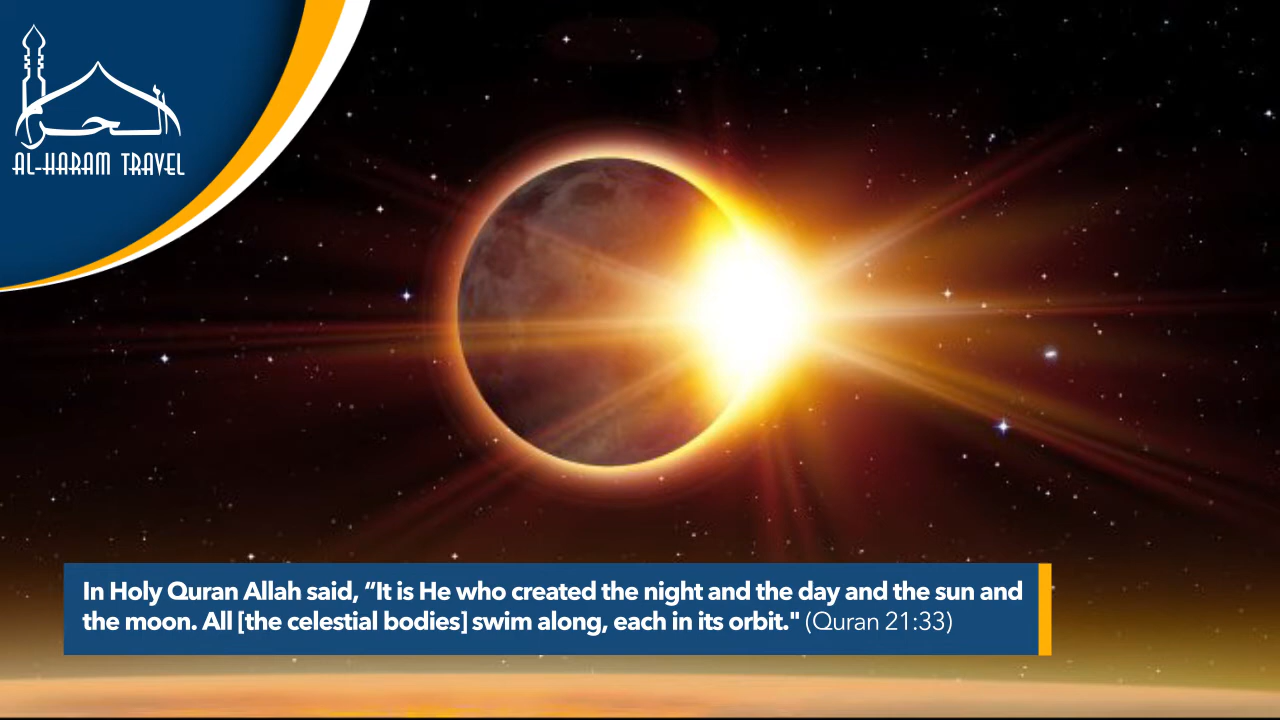 الحرام
AL-HARAM TRAVEL
In Holy Quran Allah said, “It is He who created the night and the day and the sun and
the moon. All [the celestial bodies] swim along, each in its orbit." (Quran 21:33)